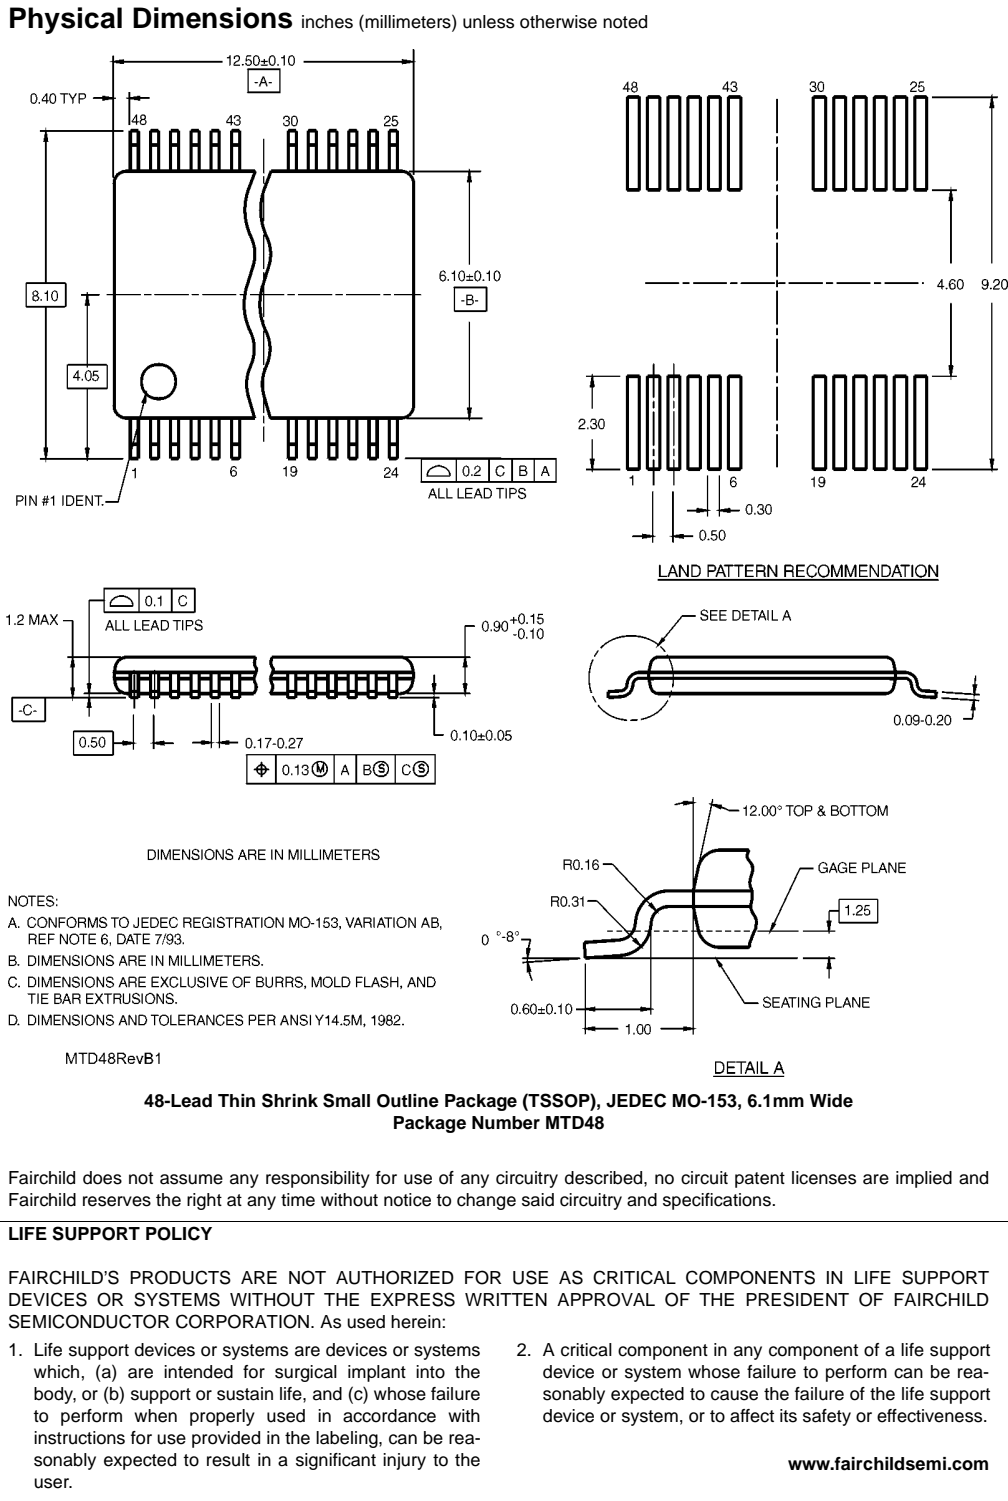 Physical Dimensions inches (millimeters) unless otherwise noted
12.50±0.10
-A-
0.40 TYP
48
43
30
25
8.10
4.05
6.10±0.10
-B-
1
6
19
24
PIN #1 IDENT.
0.2 C B A
ALL LEAD TIPS
48
43
30
25
4.60
9.20
2.30
1
6
19
24
0.30
0.50
LAND PATTERN RECOMMENDATION
0.1 C
ALL LEAD TIPS
1.2 MAX
0.90 +0.15
-0.10
-C-
0.50
0.17-0.27
0.10±0.05
⌖ 0.13Ⓜ A BⓈ CⓈ
SEE DETAIL A
0.09-0.20
12.00° TOP & BOTTOM
R0.16
GAGE PLANE
R0.31
1.25
0°-8°
SEATING PLANE
0.60±0.10
1.00
DETAIL A
DIMENSIONS ARE IN MILLIMETERS
NOTES:
A. CONFORMS TO JEDEC REGISTRATION MO-153, VARIATION AB,
REF NOTE 6, DATE 7/93.
B. DIMENSIONS ARE IN MILLIMETERS.
C. DIMENSIONS ARE EXCLUSIVE OF BURRS, MOLD FLASH, AND
TIE BAR EXTRUSIONS.
D. DIMENSIONS AND TOLERANCES PER ANSI Y14.5M, 1982.
MTD48RevB1
48-Lead Thin Shrink Small Outline Package (TSSOP), JEDEC MO-153, 6.1mm Wide
Package Number MTD48
Fairchild does not assume any responsibility for use of any circuitry described, no circuit patent licenses are implied and
Fairchild reserves the right at any time without notice to change said circuitry and specifications.
LIFE SUPPORT POLICY
FAIRCHILD'S PRODUCTS ARE NOT AUTHORIZED FOR USE AS CRITICAL COMPONENTS IN LIFE SUPPORT
DEVICES OR SYSTEMS WITHOUT THE EXPRESS WRITTEN APPROVAL OF THE PRESIDENT OF FAIRCHILD
SEMICONDUCTOR CORPORATION. As used herein:
1. Life support devices or systems are devices or systems
which, (a) are intended for surgical implant into the
body, or (b) support or sustain life, and (c) whose failure
to perform when properly used in accordance with
instructions for use provided in the labeling, can be rea-
sonably expected to result in a significant injury to the
user.
2. A critical component in any component of a life support
device or system whose failure to perform can be rea-
sonably expected to cause the failure of the life support
device or system, or to affect its safety or effectiveness.
www.fairchildsemi.com